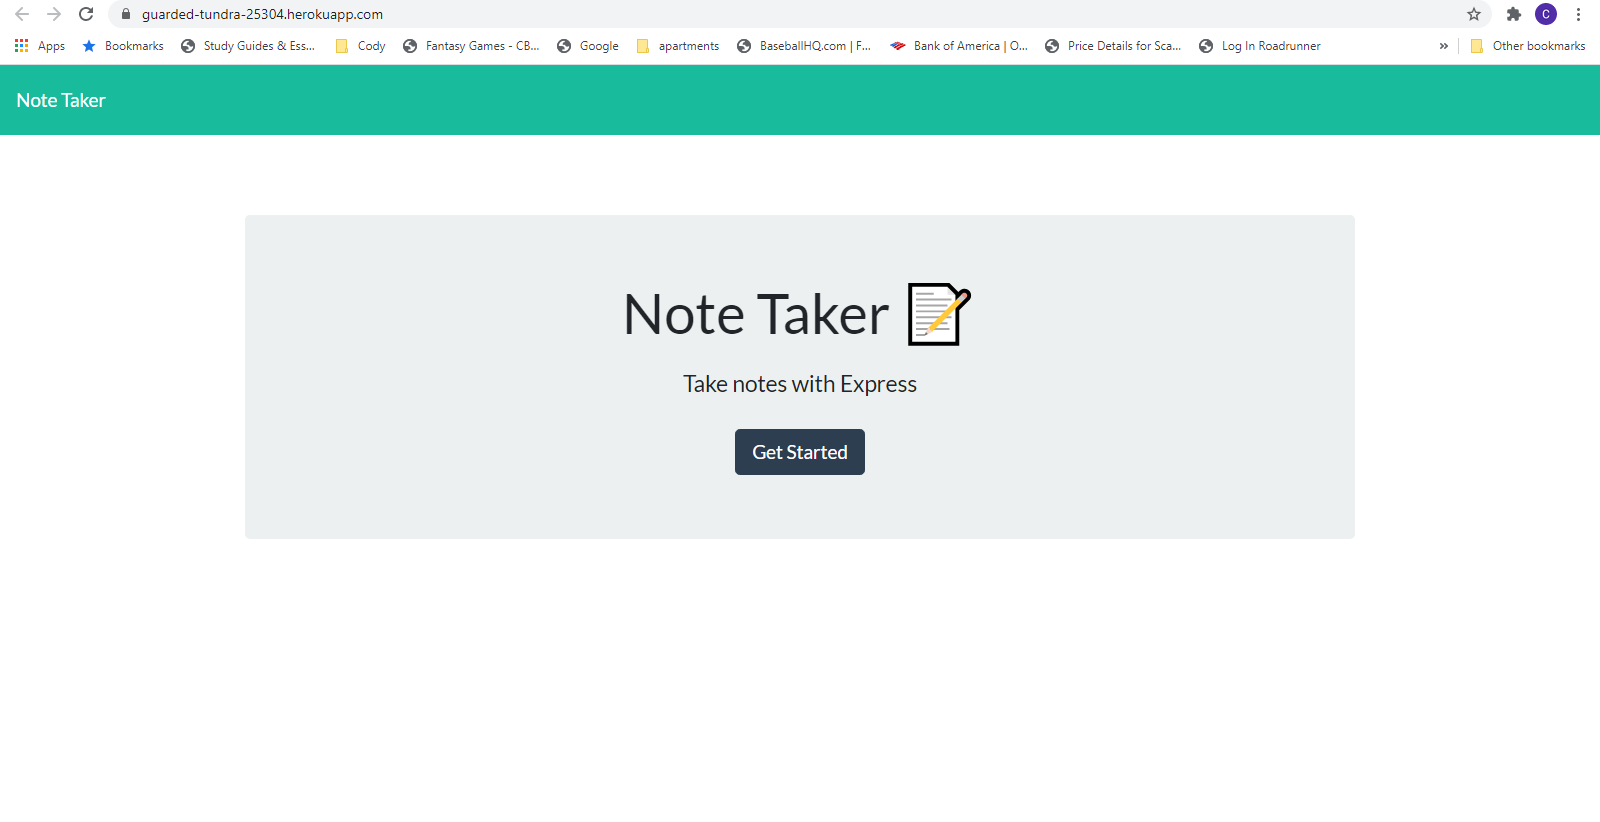 guarded-tundra-25304.herokuapp.com
C
Apps Bookmarks Study Guides & Ess... Cody Fantasy Games - CB... Google apartments BaseballHQ.com | F... Bank of America | O... Price Details for Sca... Log In Roadrunner » Other bookmarks
Note Taker
Note Taker
Take notes with Express
Get Started